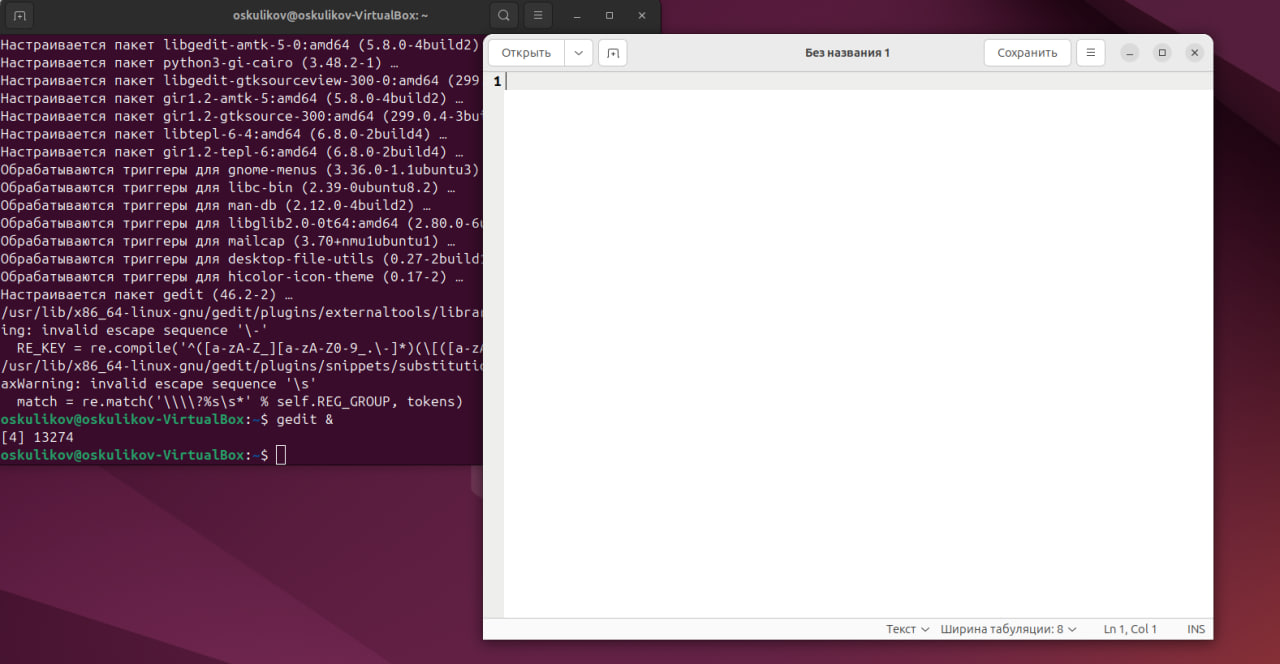 oskulikov@oskulikov-VirtualBox: ~
Настраивается пакет libgedit-amtk-5-0:amd64 (5.8.0-4build2)
Настраивается пакет python3-gi-cairo (3.48.2-1) …
Настраивается пакет libgedit-gtksourceview-300-0:amd64 (299
Настраивается пакет gir1.2-amtk-5:amd64 (5.8.0-4build2) …
Настраивается пакет gir1.2-gtksource-300:amd64 (299.0.4-3bu
Настраивается пакет libtepl-6-4:amd64 (6.8.0-2build4) …
Настраивается пакет gir1.2-tepl-6:amd64 (6.8.0-2build4) …
Обрабатываются триггеры для gnome-menus (3.36.0-1.1ubuntu3)
Обрабатываются триггеры для libc-bin (2.39-0ubuntu8.2) …
Обрабатываются триггеры для man-db (2.12.0-4build2) …
Обрабатываются триггеры для libglib2.0-0t64:amd64 (2.80.0-6u
Обрабатываются триггеры для mailcap (3.70+nmu1ubuntu1) …
Обрабатываются триггеры для desktop-file-utils (0.27-2build1
Обрабатываются триггеры для hicolor-icon-theme (0.17-2) …
Настраивается пакет gedit (46.2-2) …
/usr/lib/x86_64-linux-gnu/gedit/plugins/externaltools/librar
ing: invalid escape sequence '\-'
RE_KEY = re.compile('^([a-zA-Z_][a-zA-Z0-9_.\-]*)(\[([a-zA
/usr/lib/x86_64-linux-gnu/gedit/plugins/snippets/substitutio
axWarning: invalid escape sequence '\s'
match = re.match('\\\\?%s\s*' % self.REG_GROUP, tokens)
oskulikov@oskulikov-VirtualBox:~$ gedit &
[4] 13274
oskulikov@oskulikov-VirtualBox:~$
Открыть
Без названия 1
Сохранить
1
Текст
Ширина табуляции: 8
Ln 1, Col 1
INS